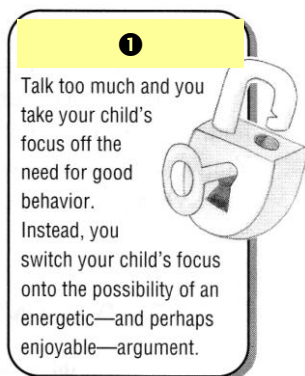 ❶
Talk too much and you
take your child’s
focus off the
need for good
behavior.
Instead, you
switch your child’s focus
onto the possibility of an
energetic—and perhaps
enjoyable—argument.